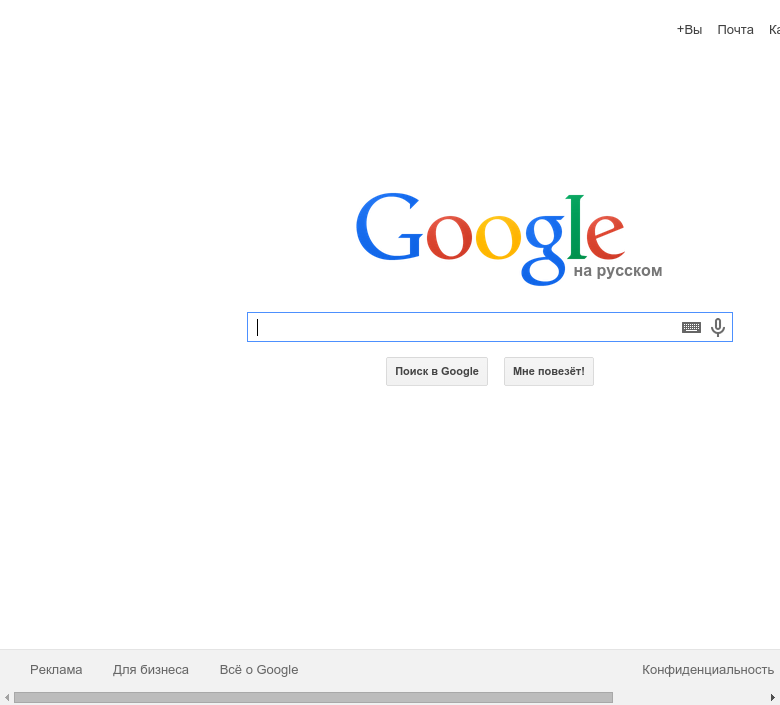 +Вы Почта Ка
Google
на русском
Поиск в Google Мне повезёт!
Реклама Для бизнеса Всё о Google Конфиденциальность